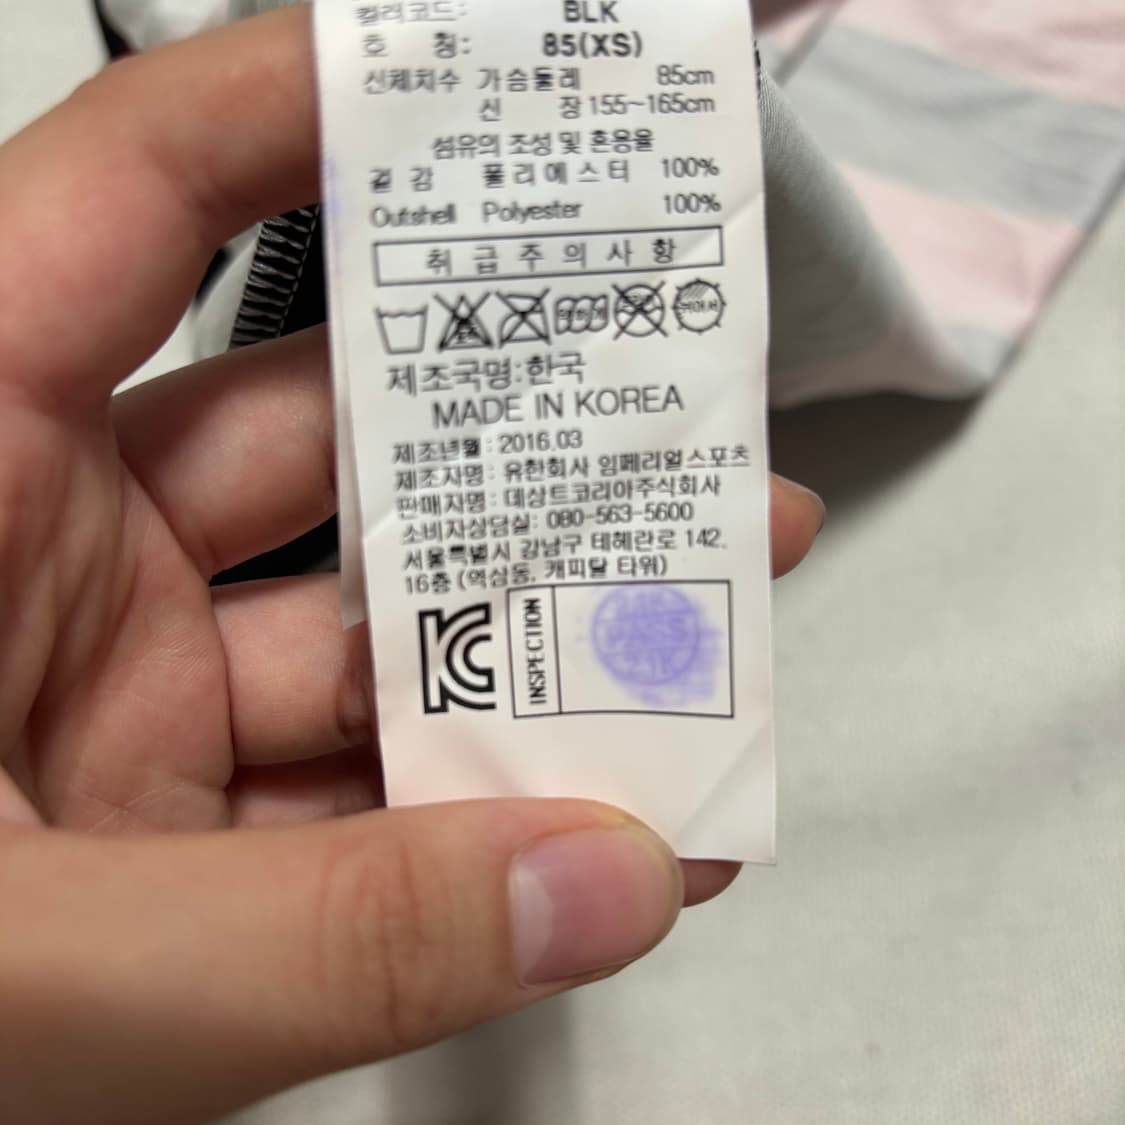 컬러코드: BLK
호 칭: 85(XS)
신체치수 가슴둘레 85cm
신 장 155~165cm
섬유의 조성 및 혼용율
겉 감 폴리에스터 100%
Outshell Polyester 100%
취급주의사항
약하게
제조국명:한국
MADE IN KOREA
제조년월 : 2016.03
제조자명 : 유한회사 임페리얼스포츠
판매자명 : 데상트코리아주식회사
소비자상담실: 080-563-5600
서울특별시 강남구 테헤란로 142.
16층 (역삼동, 캐피탈 타워)
KC
INSPECTION
PASS